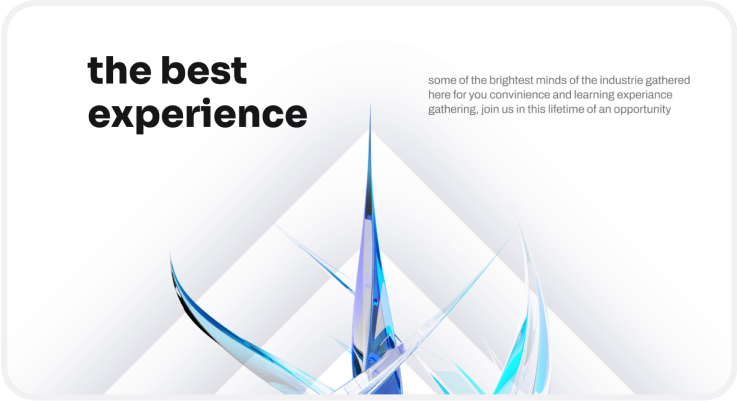 the best
experience
some of the brightest minds of the industrie gathered
here for you convinience and learning experiance
gathering, join us in this lifetime of an opportunity